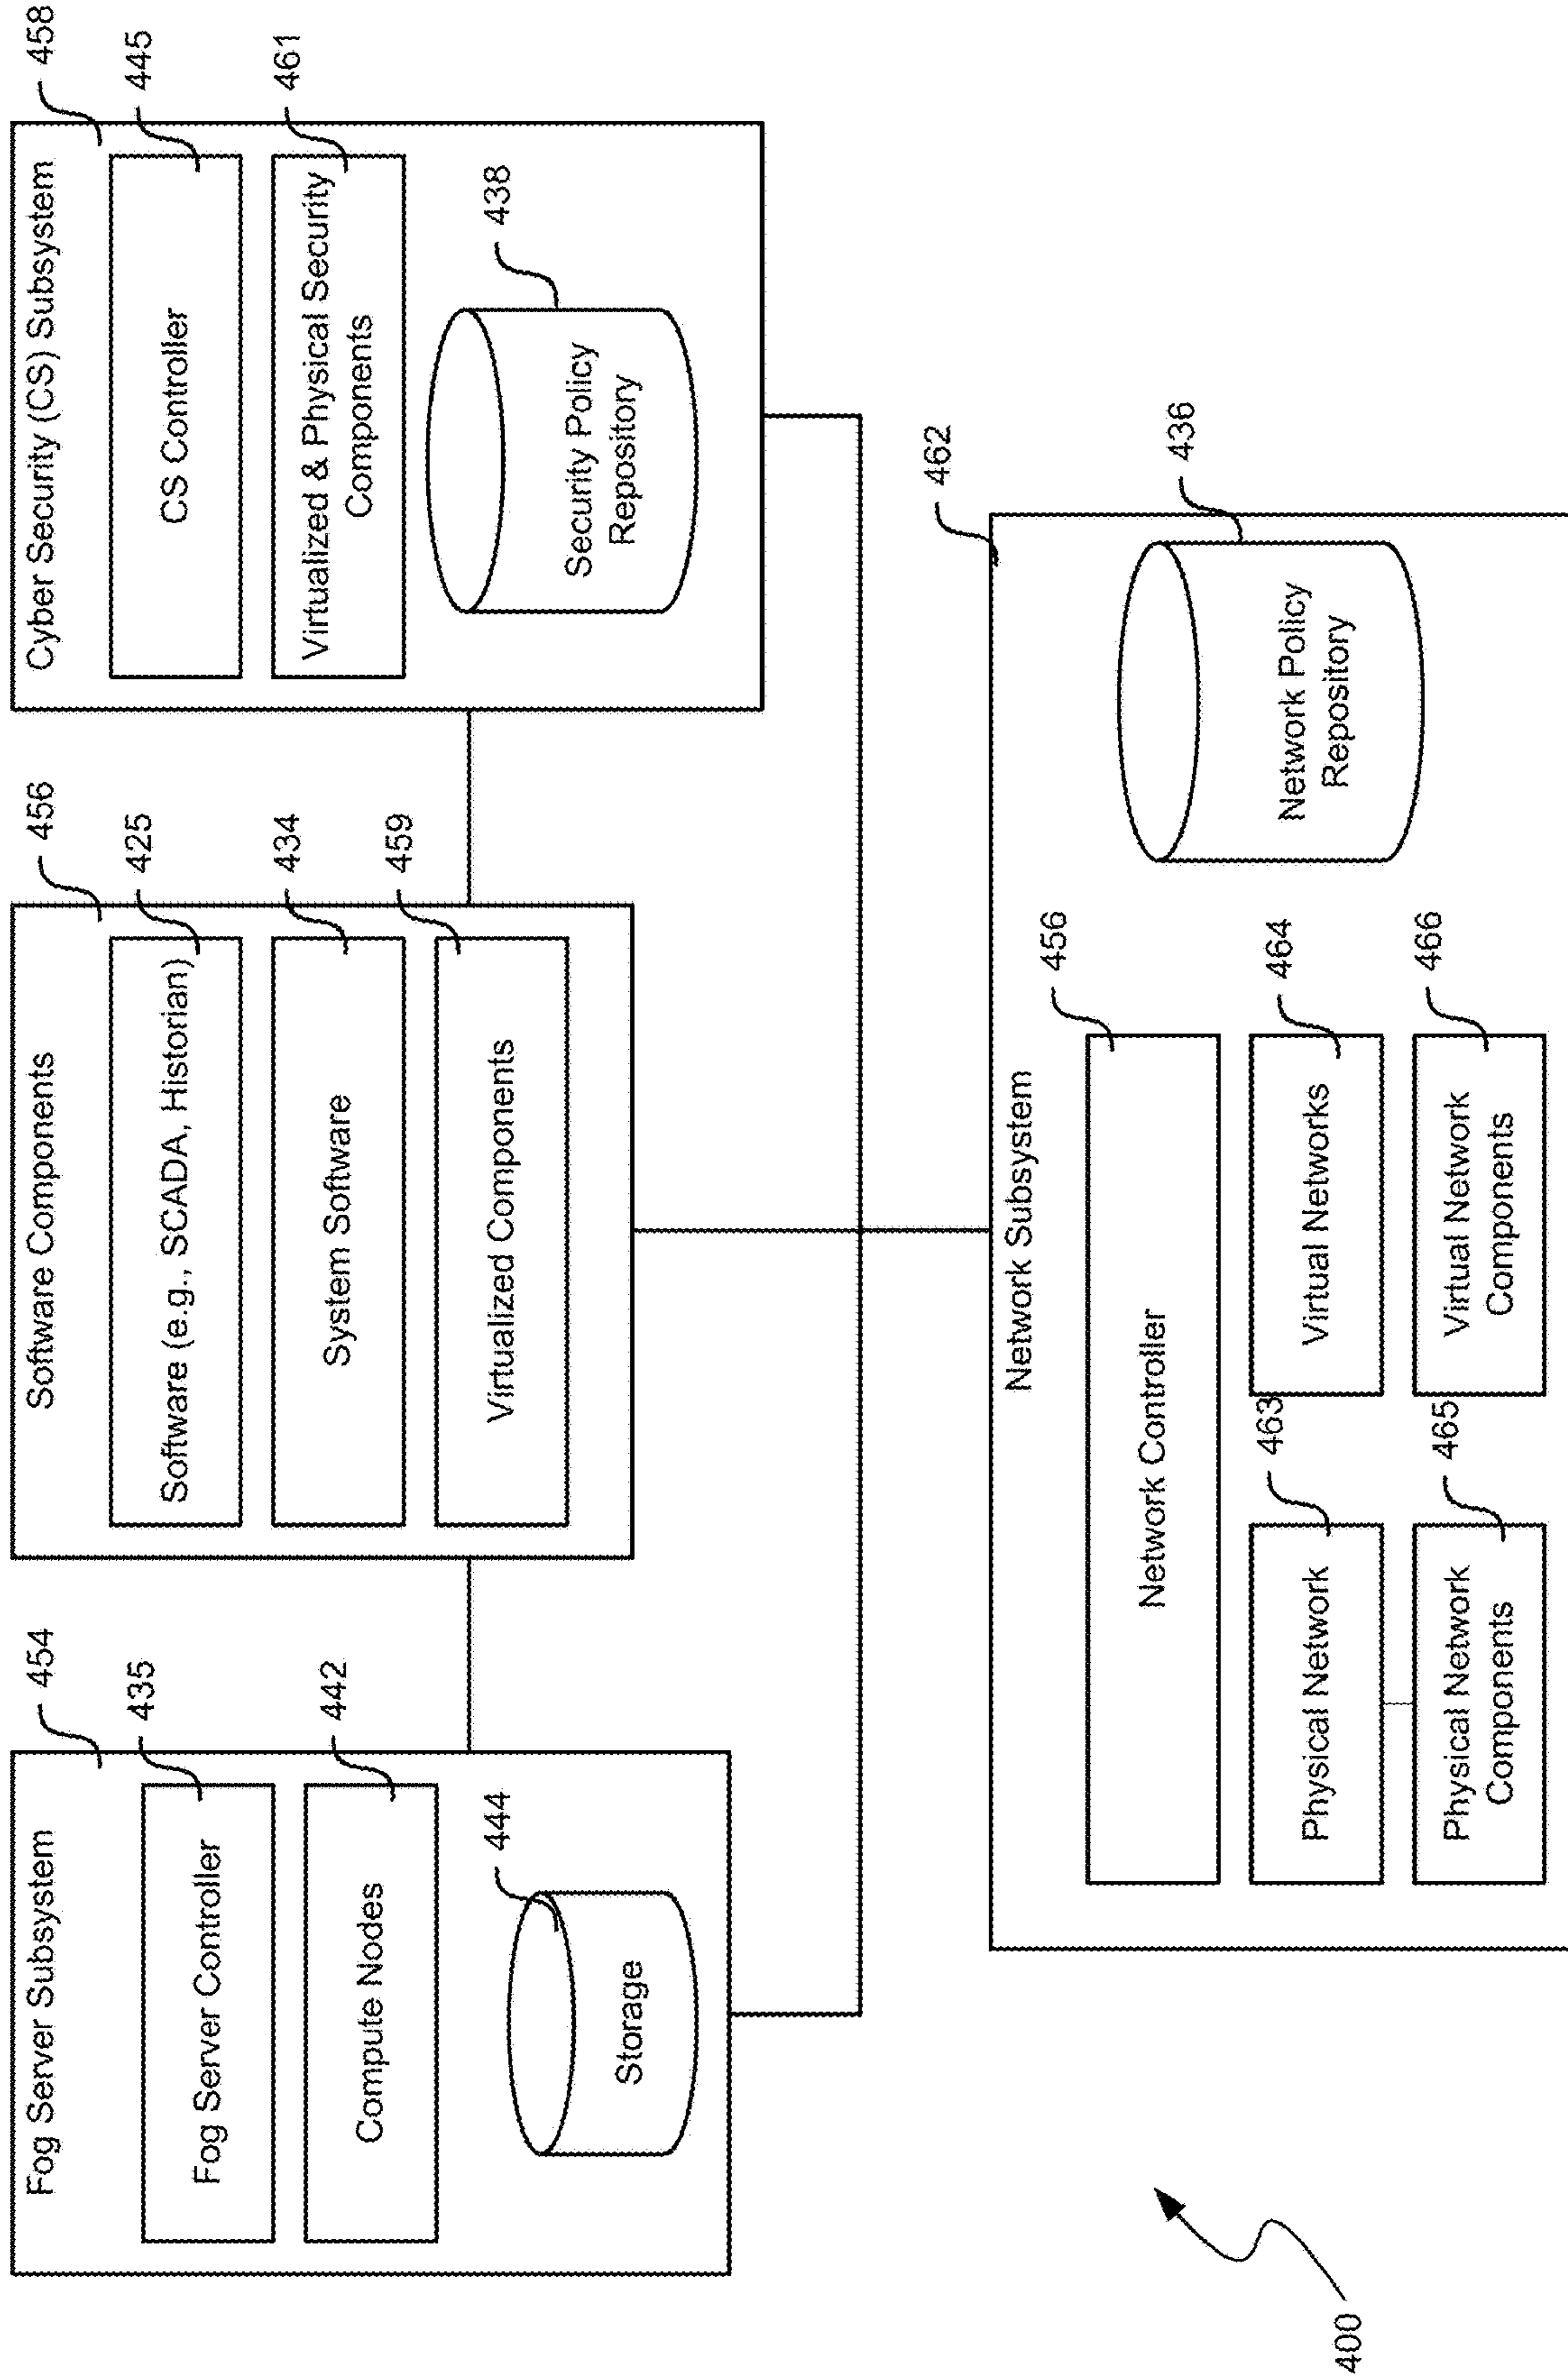 Fog Server Subsystem
454
Fog Server Controller
435
Compute Nodes
442
Storage
444
Software Components
456
Software (e.g., SCADA, Historian)
425
System Software
434
Virtualized Components
459
Cyber Security (CS) Subsystem
458
CS Controller
445
Virtualized & Physical Security
Components
461
Security Policy
Repository
438
Network Subsystem
462
Network Controller
456
Physical Network
463
Virtual Networks
464
Physical Network
Components
465
Virtual Network
Components
466
Network Policy
Repository
436
400